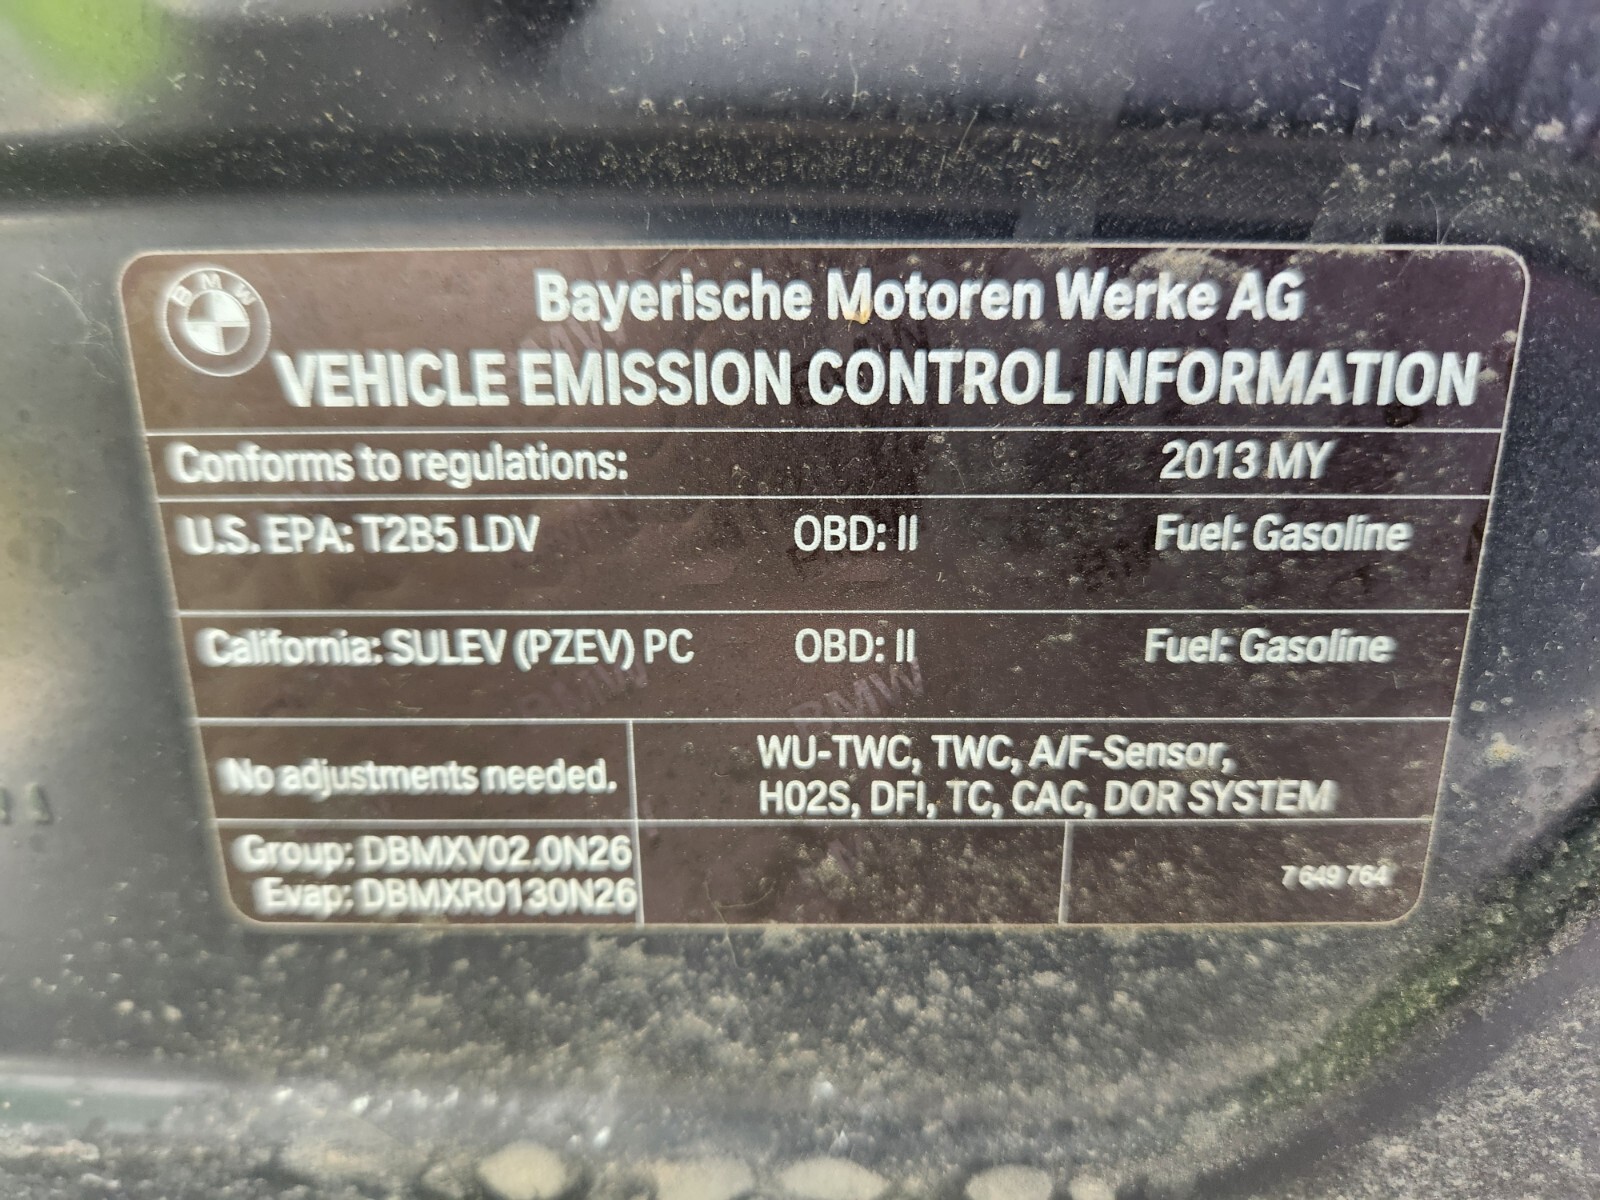 BMW
Bayerische Motoren Werke AG
VEHICLE EMISSION CONTROL INFORMATION
Conforms to regulations: 2013 MY
U.S. EPA: T2B5 LDV OBD: II Fuel: Gasoline
California: SULEV (PZEV) PC OBD: II Fuel: Gasoline
No adjustments needed.
WU-TWC, TWC, A/F-Sensor,
H02S, DFI, TC, CAC, DOR SYSTEM
Group: DBMXV02.0N26
Evap: DBMXR0130N26
7 649 764